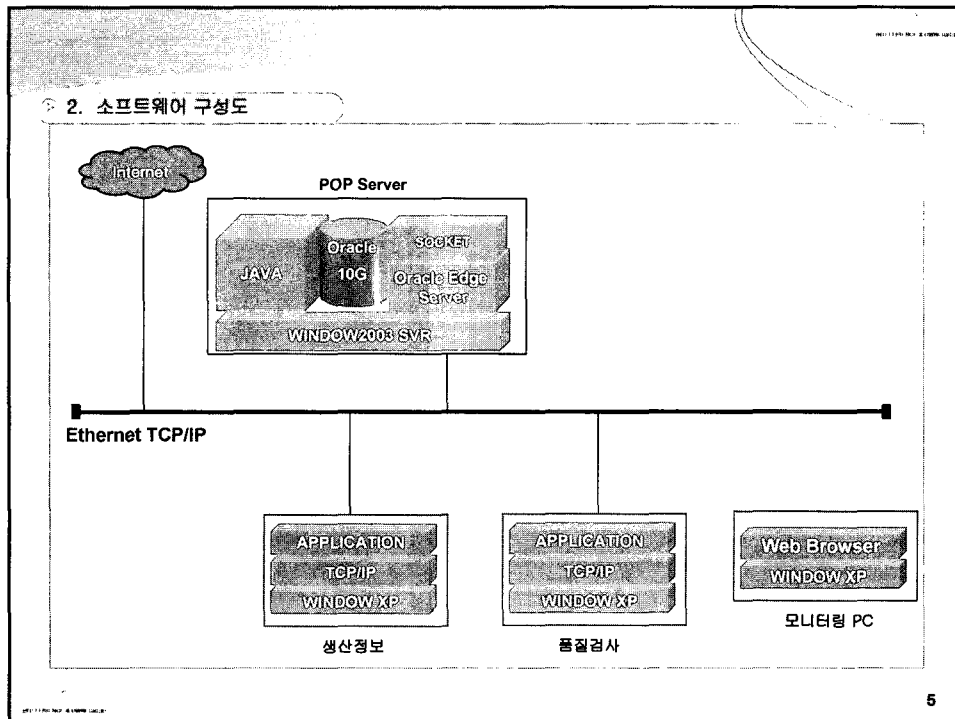 2. 소프트웨어 구성도
Internet
POP Server
JAVA
Oracle
10G
SOCKET
Oracle Edge
Server
WINDOW2003 SVR
Ethernet TCP/IP
APPLICATION
TCP/IP
WINDOW XP
생산정보
APPLICATION
TCP/IP
WINDOW XP
품질검사
Web Browser
WINDOW XP
모니터링 PC
5